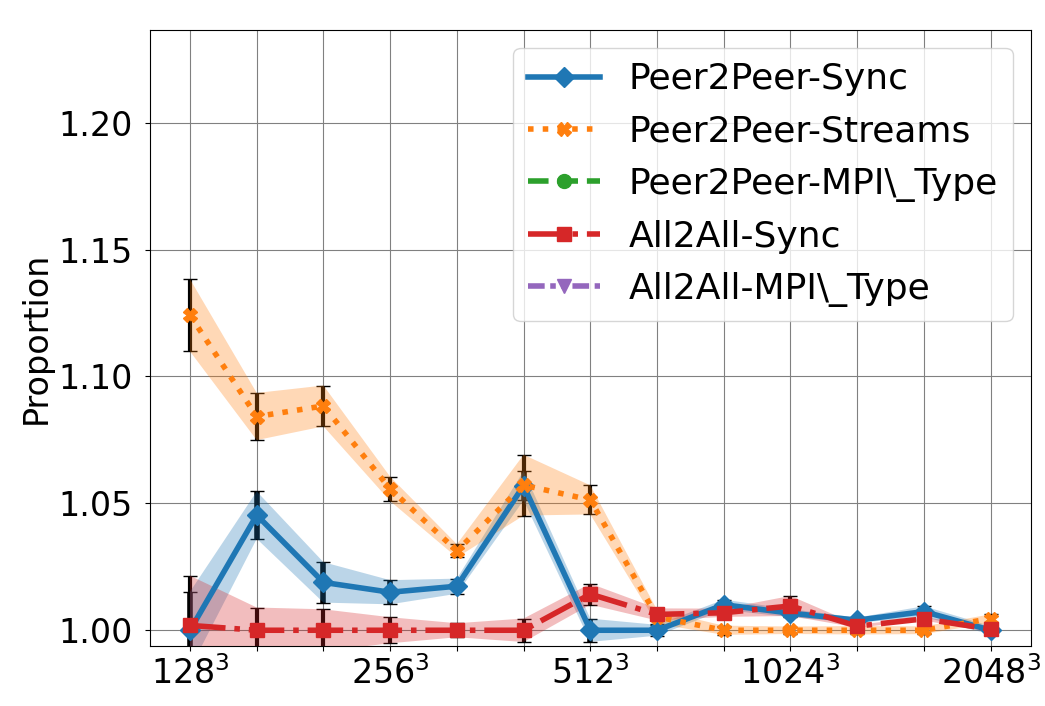 Peer2Peer-Sync
Peer2Peer-Streams
Peer2Peer-MPI\_Type
All2All-Sync
All2All-MPI\_Type
Proportion
1.20
1.15
1.10
1.05
1.00
128³ 256³ 512³ 1024³ 2048³